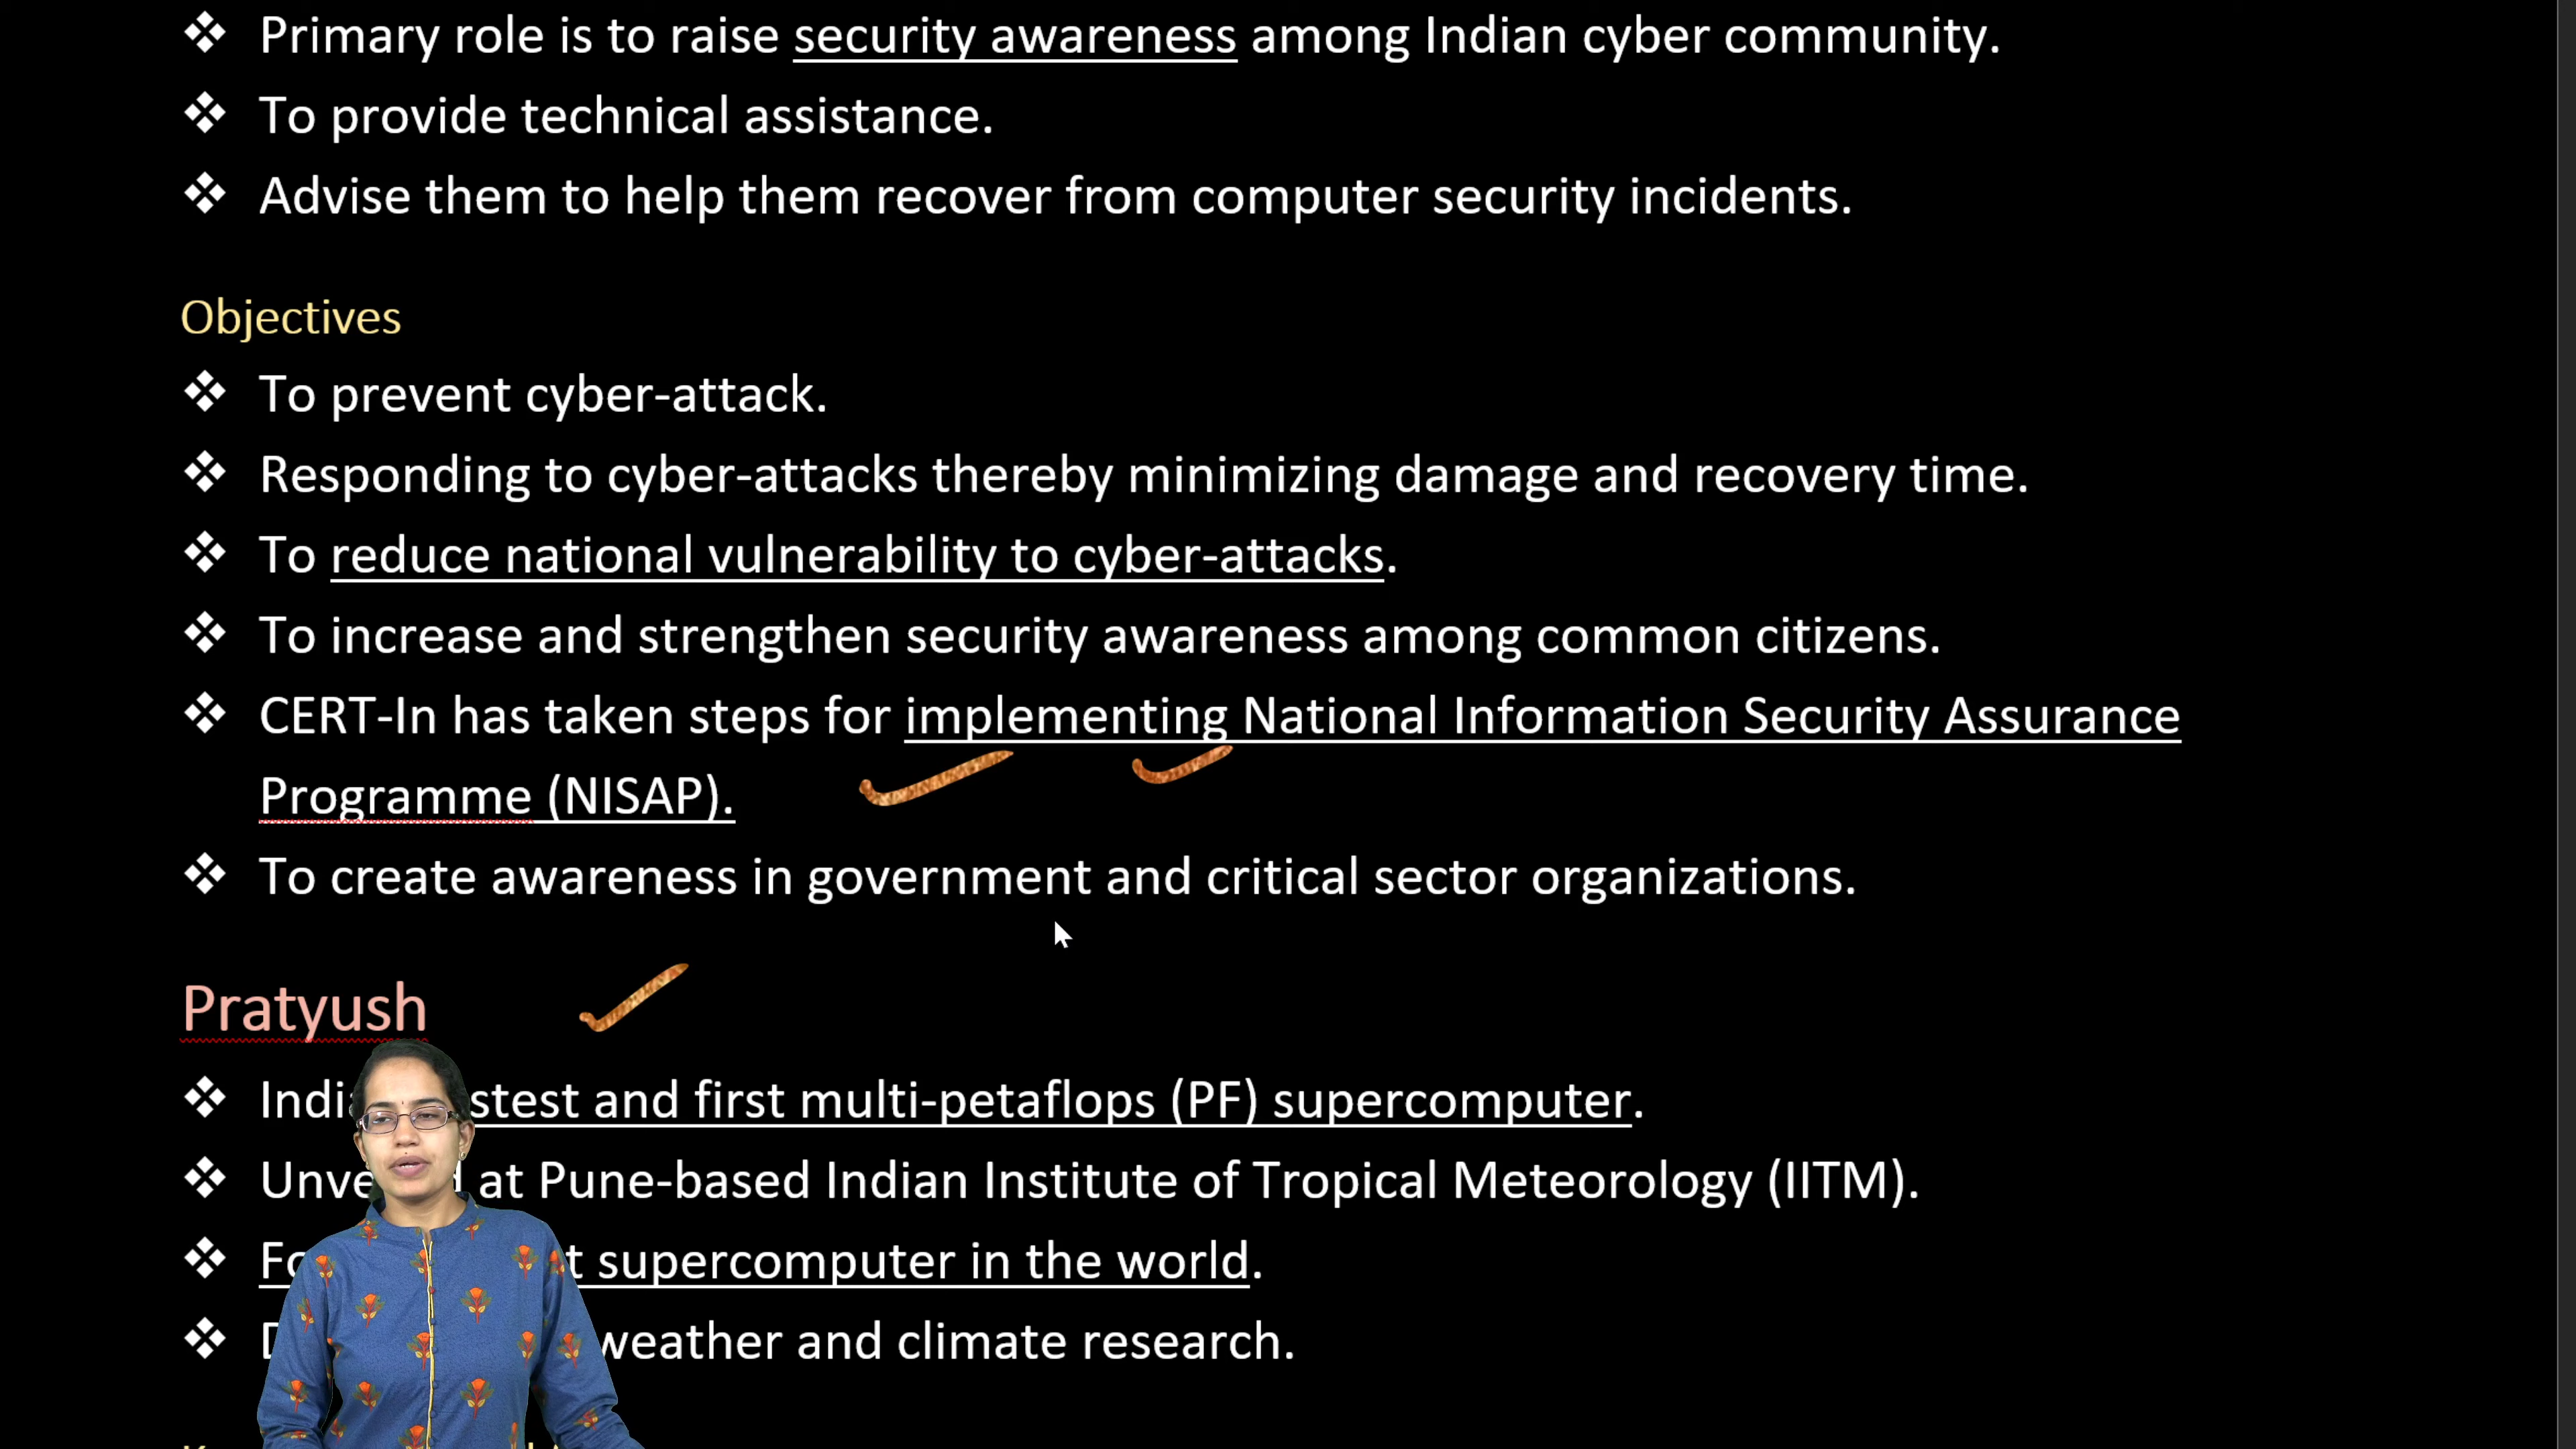 ❖ Primary role is to raise security awareness among Indian cyber community.
❖ To provide technical assistance.
❖ Advise them to help them recover from computer security incidents.
Objectives
❖ To prevent cyber-attack.
❖ Responding to cyber-attacks thereby minimizing damage and recovery time.
❖ To reduce national vulnerability to cyber-attacks.
❖ To increase and strengthen security awareness among common citizens.
❖ CERT-In has taken steps for implementing National Information Security Assurance
Programme (NISAP).
❖ To create awareness in government and critical sector organizations.
Pratyush
❖ and first multi-petaflops (PF) supercomputer.
❖ at Pune-based Indian Institute of Tropical Meteorology (IITM).
❖ supercomputer in the world.
❖ weather and climate research.